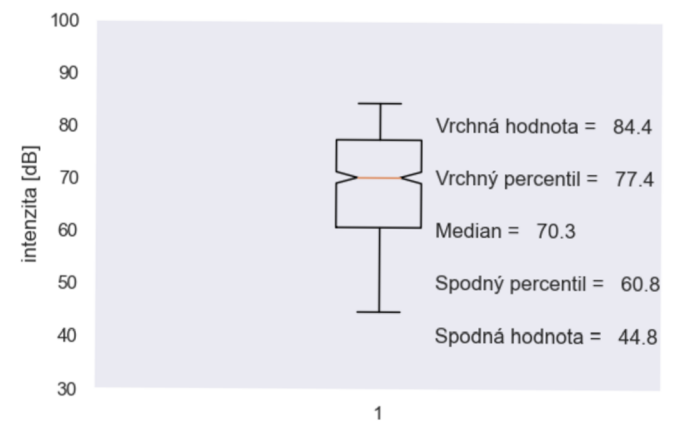 100
90
80
70
60
50
40
30
intenzita [dB]
Vrchná hodnota = 84.4
Vrchný percentil = 77.4
Median = 70.3
Spodný percentil = 60.8
Spodná hodnota = 44.8
1